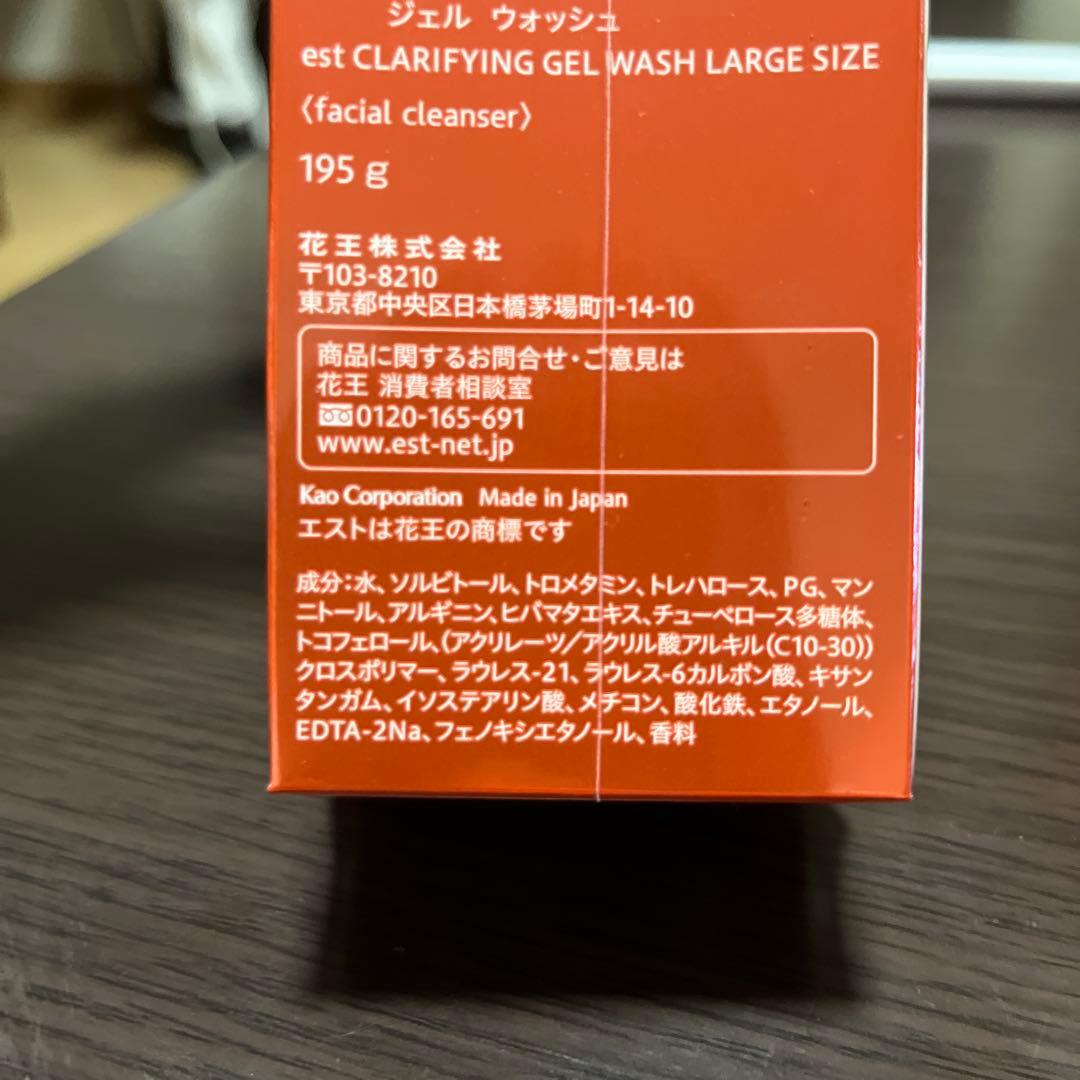 ジェル ウォッシュ
est CLARIFYING GEL WASH LARGE SIZE
〈facial cleanser〉
195 g
花王株式会社
〒103-8210
東京都中央区日本橋茅場町1-14-10
商品に関するお問合せ・ご意見は
花王 消費者相談室
0120-165-691
www.est-net.jp
Kao Corporation Made in Japan
エストは花王の商標です
成分：水、ソルビトール、トロメタミン、トレハロース、PG、マン
ニトール、アルギニン、ヒバマタエキス、チューベロース多糖体、
トコフェロール、（アクリレーツ／アクリル酸アルキル（C10-30））
クロスポリマー、ラウレス-21、ラウレス-6カルボン酸、キサン
タンガム、イソステアリン酸、メチコン、酸化鉄、エタノール、
EDTA-2Na、フェノキシエタノール、香料